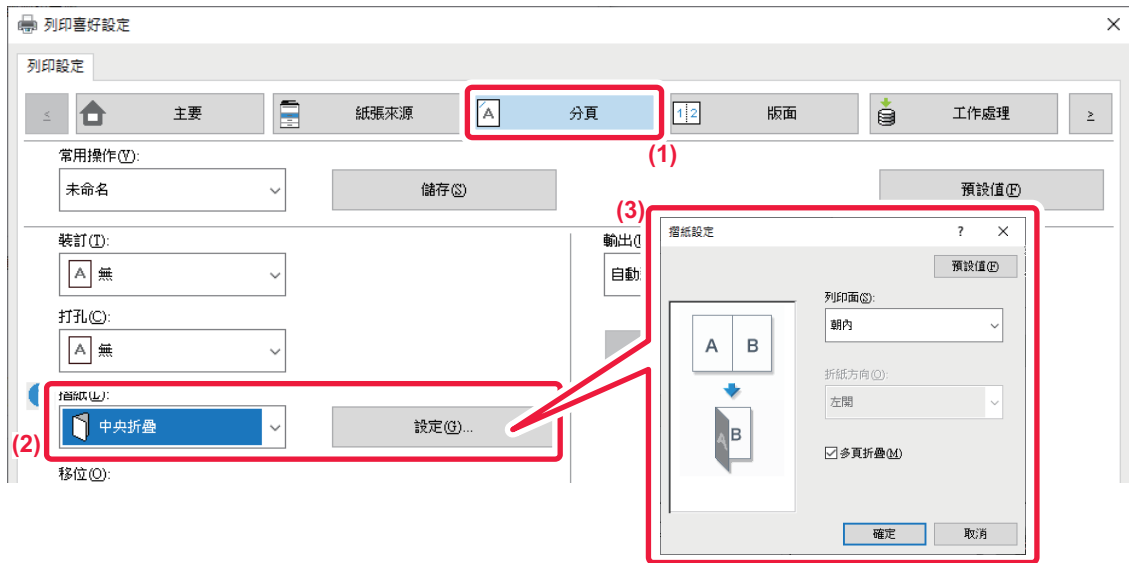 列印喜好設定
列印設定
≤ 主要 紙張來源 A 分頁 1 2 版面 工作處理 ≥
(1)
常用操作(V):
未命名 儲存(S) 預設值(F)
(3)
裝訂(T):
A 無
輸出(
自動
打孔(C):
A 無
摺紙(L):
(2)
中央折疊 設定(G)...
移位(O):
摺紙設定 ?
預設值(F)
列印面(S):
朝內
A B
折紙方向(O):
左開
A B
多頁折疊(M)
確定 取消